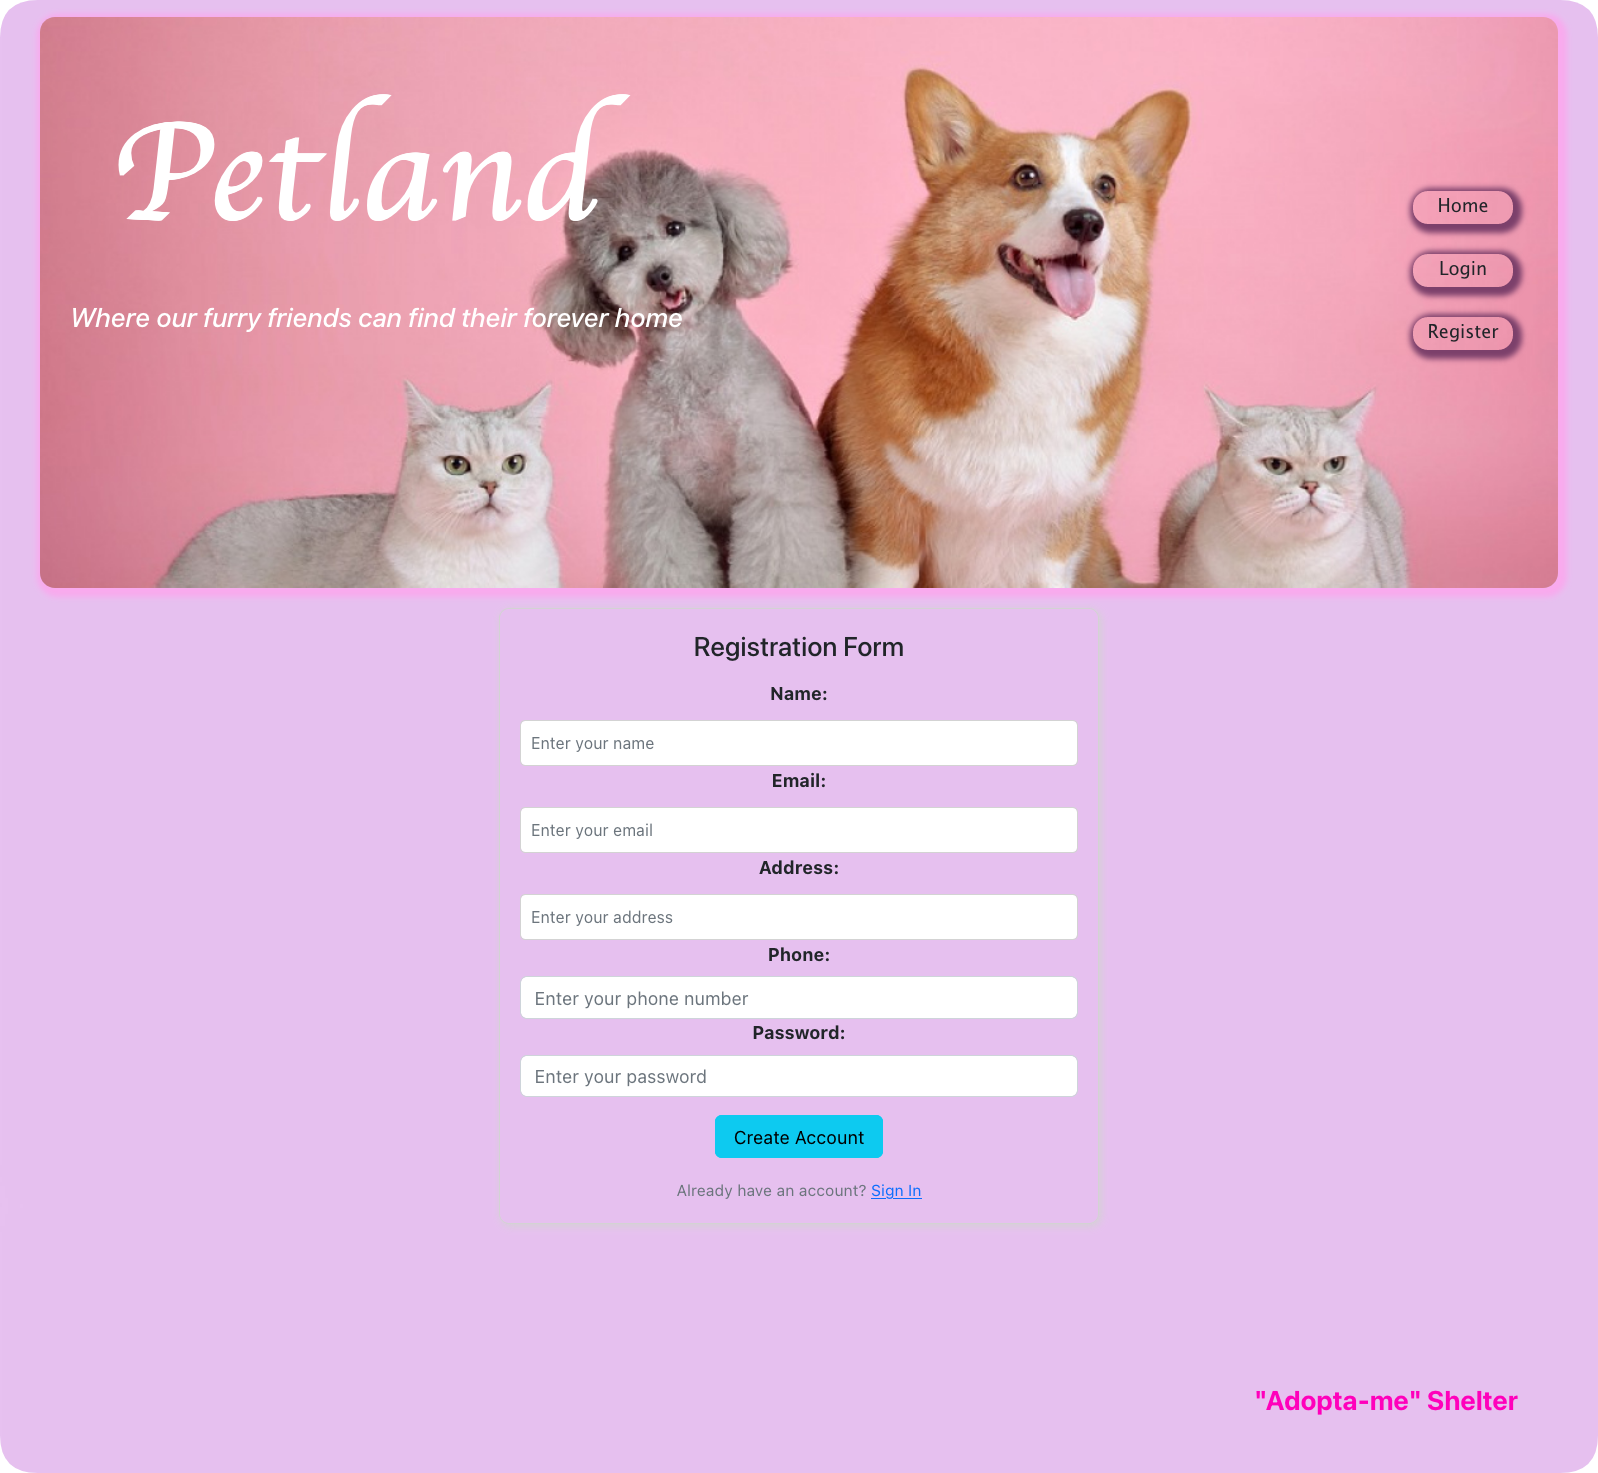 Petland
Where our furry friends can find their forever home
Home
Login
Register
Registration Form
Name:
Enter your name
Email:
Enter your email
Address:
Enter your address
Phone:
Enter your phone number
Password:
Enter your password
Create Account
Already have an account? Sign In
"Adopta-me" Shelter